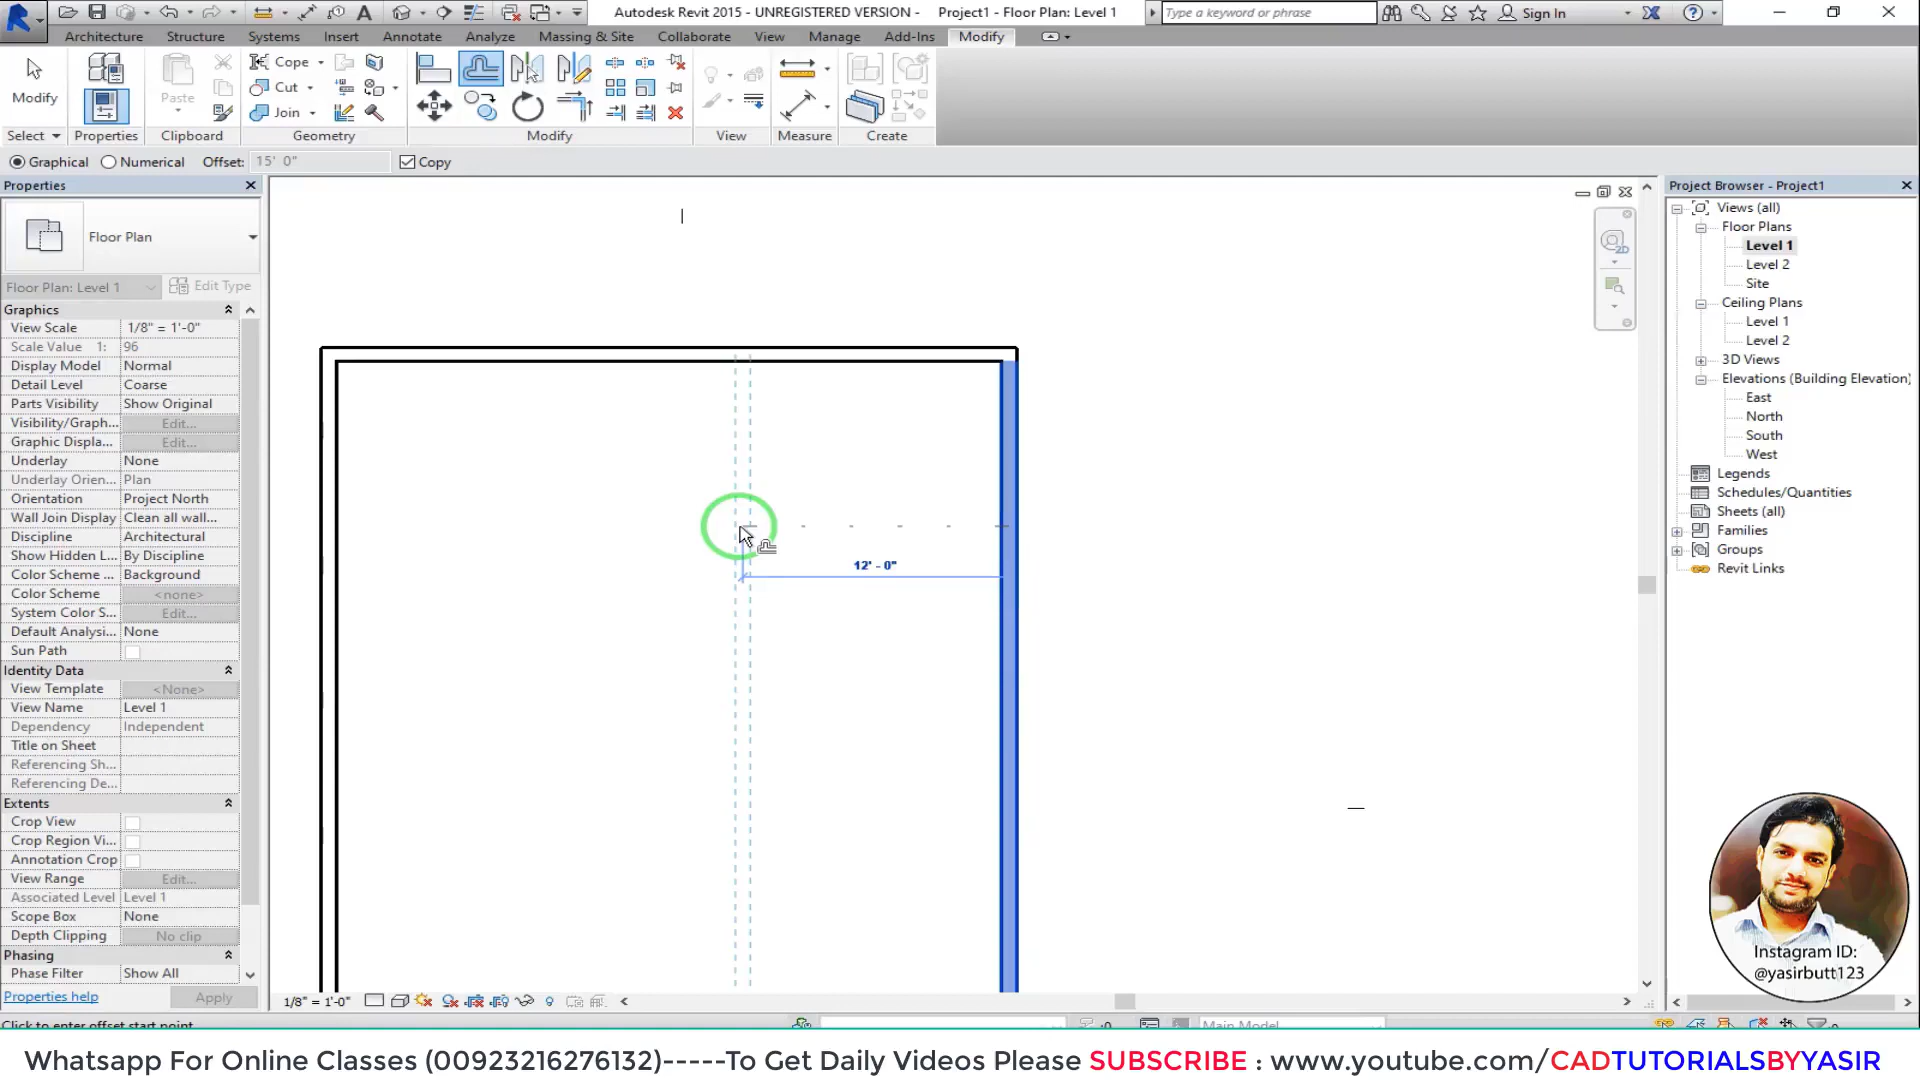 Autodesk Revit 2015 - UNREGISTERED VERSION - Project1 - Floor Plan: Level 1
Type a keyword or phrase
Sign In
Architecture Structure Systems Insert Annotate Analyze Massing & Site Collaborate View Manage Add-Ins Modify
Modify
Paste
Cope
Cut
Join
Select Properties Clipboard Geometry Modify View Measure Create
Graphical Numerical Offset: 15' 0" Copy
Properties
Floor Plan
Floor Plan: Level 1 Edit Type
Graphics
View Scale 1/8" = 1'-0"
Scale Value 1: 96
Display Model Normal
Detail Level Coarse
Parts Visibility Show Original
Visibility/Graph... Edit...
Graphic Displa... Edit...
Underlay None
Underlay Orien... Plan
Orientation Project North
Wall Join Display Clean all wall...
Discipline Architectural
Show Hidden L... By Discipline
Color Scheme ... Background
Color Scheme <none>
System Color S... Edit...
Default Analysi... None
Sun Path
Identity Data
View Template <None>
View Name Level 1
Dependency Independent
Title on Sheet
Referencing Sh...
Referencing De...
Extents
Crop View
Crop Region Vi...
Annotation Crop
View Range Edit...
Associated Level Level 1
Scope Box None
Depth Clipping No clip
Phasing
Phase Filter Show All
Properties help Apply
12' - 0"
2D
1/8" = 1'-0"
Click to enter offset start point
:0
Main Model
Project Browser - Project1
Views (all)
Floor Plans
Level 1
Level 2
Site
Ceiling Plans
Level 1
Level 2
3D Views
Elevations (Building Elevation)
East
North
South
West
Legends
Schedules/Quantities
Sheets (all)
Families
Groups
Revit Links
Instagram ID:
@yasirbutt123
:0
Whatsapp For Online Classes (00923216276132)-----To Get Daily Videos Please SUBSCRIBE : www.youtube.com/CADTUTORIALSBYYASIR